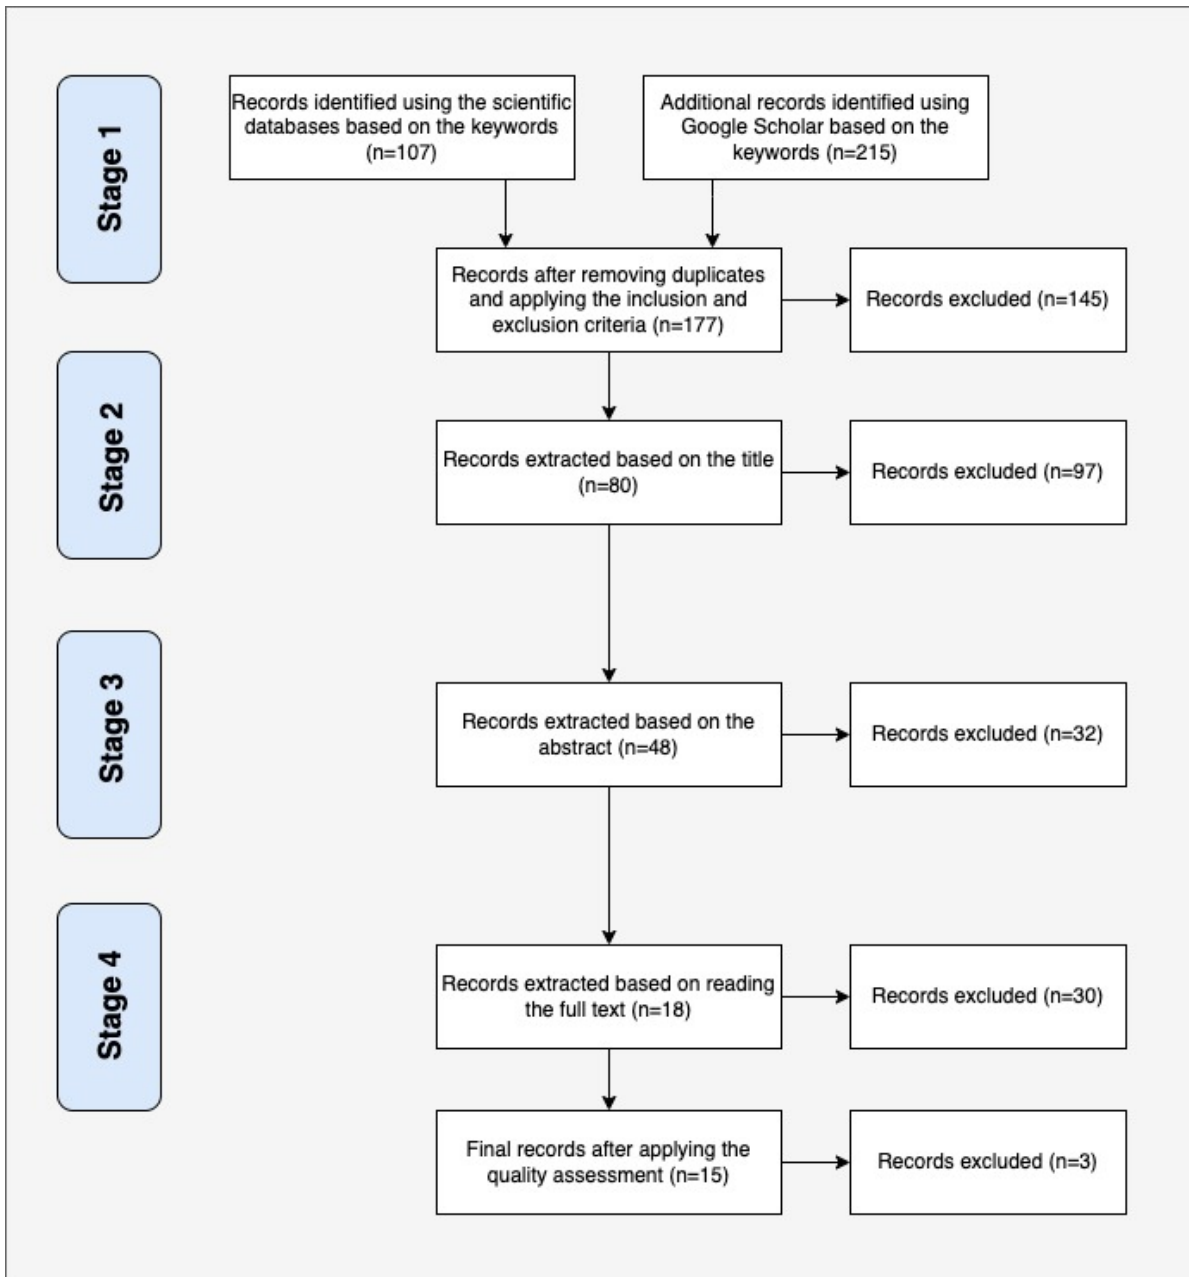 Stage 1
Records identified using the scientific
databases based on the keywords
(n=107)
Additional records identified using
Google Scholar based on the
keywords (n=215)
Records after removing duplicates
and applying the inclusion and
exclusion criteria (n=177)
Records excluded (n=145)
Stage 2
Records extracted based on the title
(n=80)
Records excluded (n=97)
Stage 3
Records extracted based on the
abstract (n=48)
Records excluded (n=32)
Stage 4
Records extracted based on reading
the full text (n=18)
Records excluded (n=30)
Final records after applying the
quality assessment (n=15)
Records excluded (n=3)